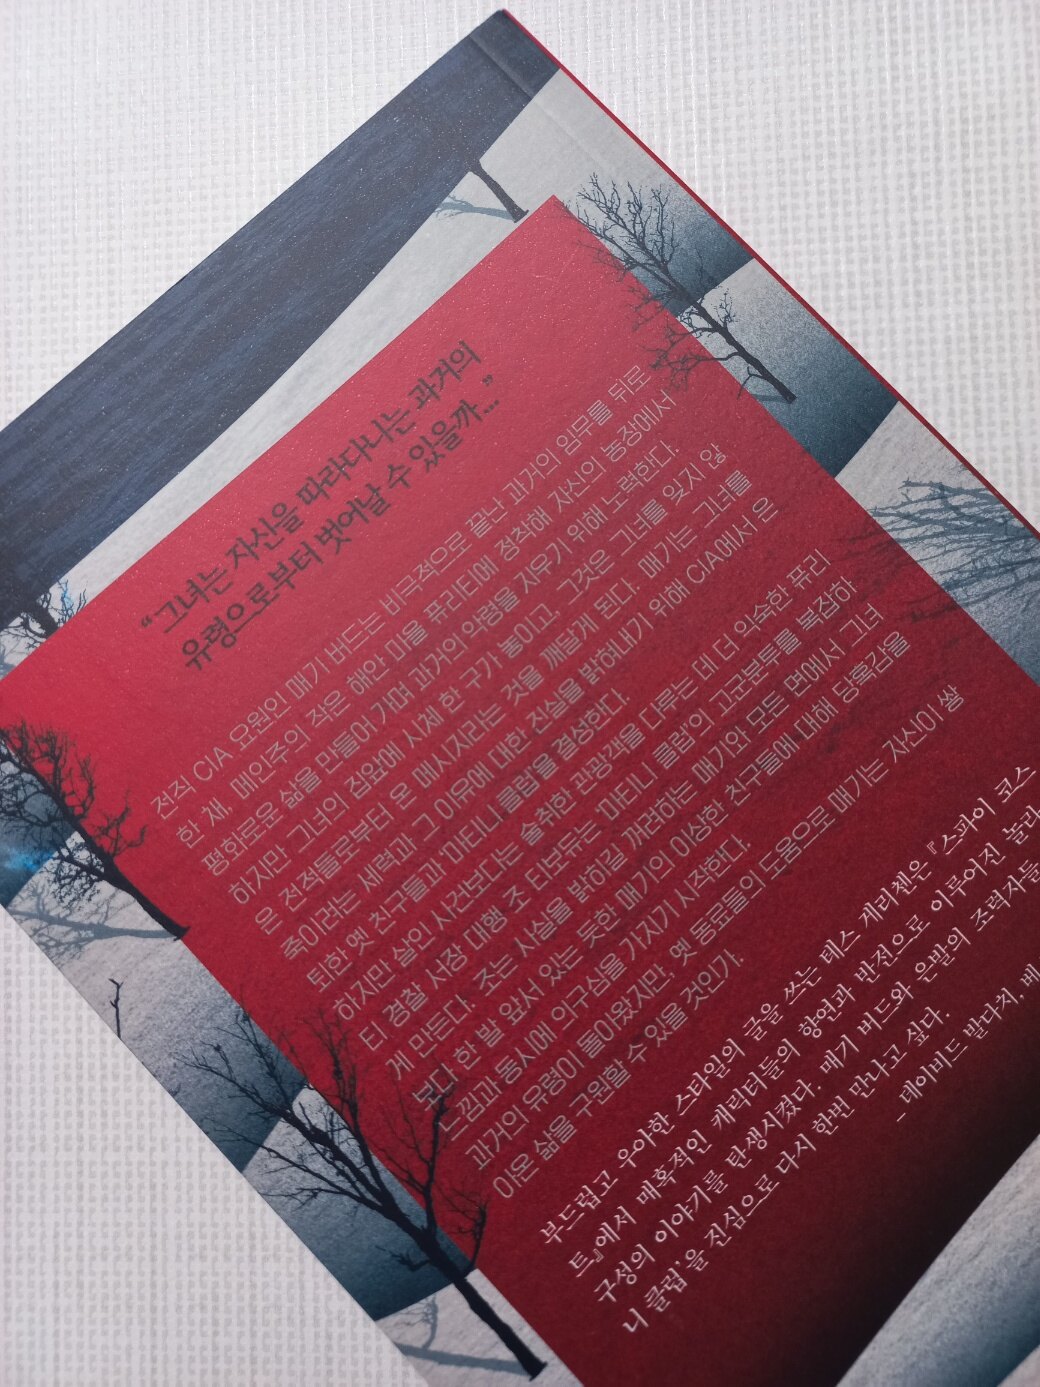 “그녀는 자신을 따라다니는 과거의
유령으로부터 벗어날 수 있을까...”
전직 CIA 요원인 매기 버드는 비극적으로 끝난 과거의 임무를 뒤로
한 채, 메인주의 작은 해안 마을 퓨리티에 정착해 자신의 농장에서
평화로운 삶을 만들어 가며 과거의 악령을 지우기 위해 노력한다.
하지만 그녀의 집앞에 시체 한 구가 놓이고, 그것은 그녀를 잊지 않
은 전적들로부터 온 메시지라는 것을 깨닫게 된다. 매기는 그녀를
죽이려는 세력과 그 이유에 대한 진실을 밝혀내기 위해 CIA에서 은
퇴한 옛 친구들과 마티니 클럽을 결성한다.
하지만 살인 사건보다는 술취한 관광객을 다루는 데 더 익숙한 퓨리
티 경찰 서장 대행 조 티보듀는 마티니 클럽의 고군분투를 복잡하
게 만든다. 조는 사실을 밝히길 꺼려하는 매기와 모든 면에서 그녀
보다 한 발 앞서 있는 듯한 매기의 이상한 친구들에 대해 당혹감을
느낌과 동시에 의구심을 가지기 시작한다.
과거의 유령이 돌아왔지만, 옛 동료들의 도움으로 매기는 자신이 쌓
아온 삶을 구원할 수 있을 것인가.
부드럽고 우아한 스타일의 글을 쓰는 테스 게리첸은 『스파이 코스
트』에서 매혹적인 캐릭터들의 향연과 반전으로 이루어진 놀라
구성의 이야기를 탄생시켰다. 매기 버드와 은발의 조력자들
니 클럽’을 진심으로 다시 한번 만나고 싶다.
_ 데이비드 발다치, 베